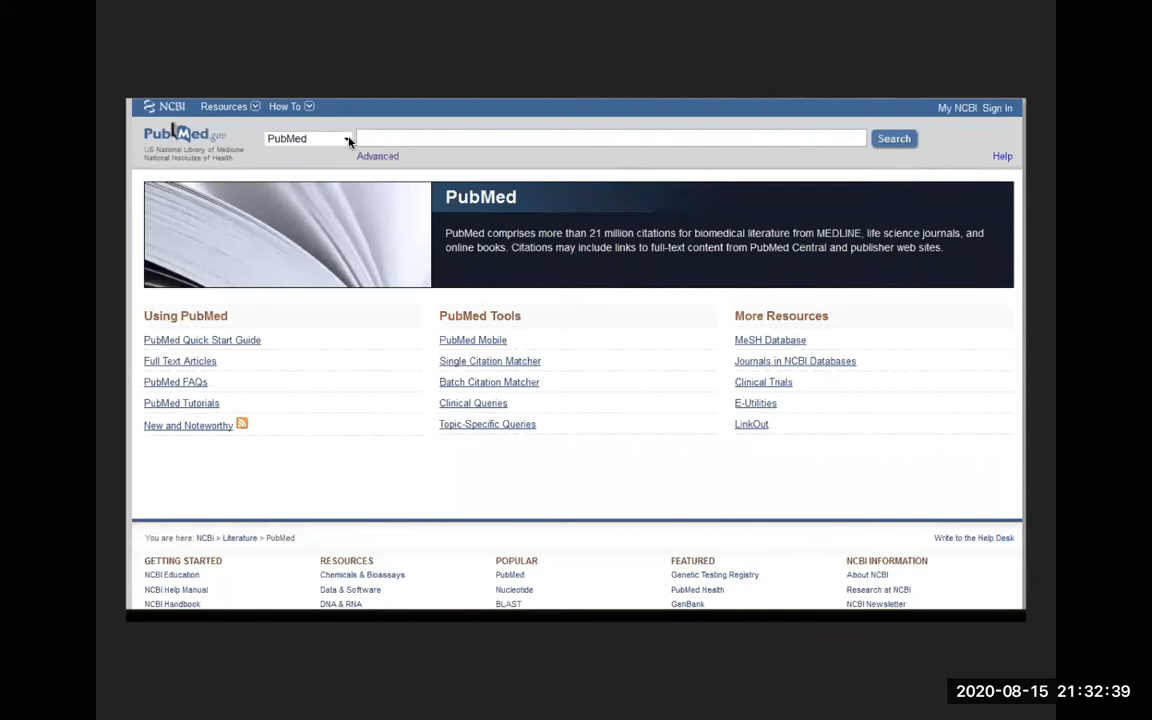 NCBI Resources How To My NCBI Sign In
PubMed.gov
US National Library of Medicine
National Institutes of Health
PubMed
Search
Advanced
Help
PubMed
PubMed comprises more than 21 million citations for biomedical literature from MEDLINE, life science journals, and
online books. Citations may include links to full-text content from PubMed Central and publisher web sites.
Using PubMed
PubMed Quick Start Guide
Full Text Articles
PubMed FAQs
PubMed Tutorials
New and Noteworthy
PubMed Tools
PubMed Mobile
Single Citation Matcher
Batch Citation Matcher
Clinical Queries
Topic-Specific Queries
More Resources
MeSH Database
Journals in NCBI Databases
Clinical Trials
E-Utilities
LinkOut
You are here: NCBI > Literature > PubMed
Write to the Help Desk
GETTING STARTED
NCBI Education
NCBI Help Manual
NCBI Handbook
RESOURCES
Chemicals & Bioassays
Data & Software
DNA & RNA
POPULAR
PubMed
Nucleotide
BLAST
FEATURED
Genetic Testing Registry
PubMed Health
GenBank
NCBI INFORMATION
About NCBI
Research at NCBI
NCBI Newsletter
2020-08-15 21:32:39